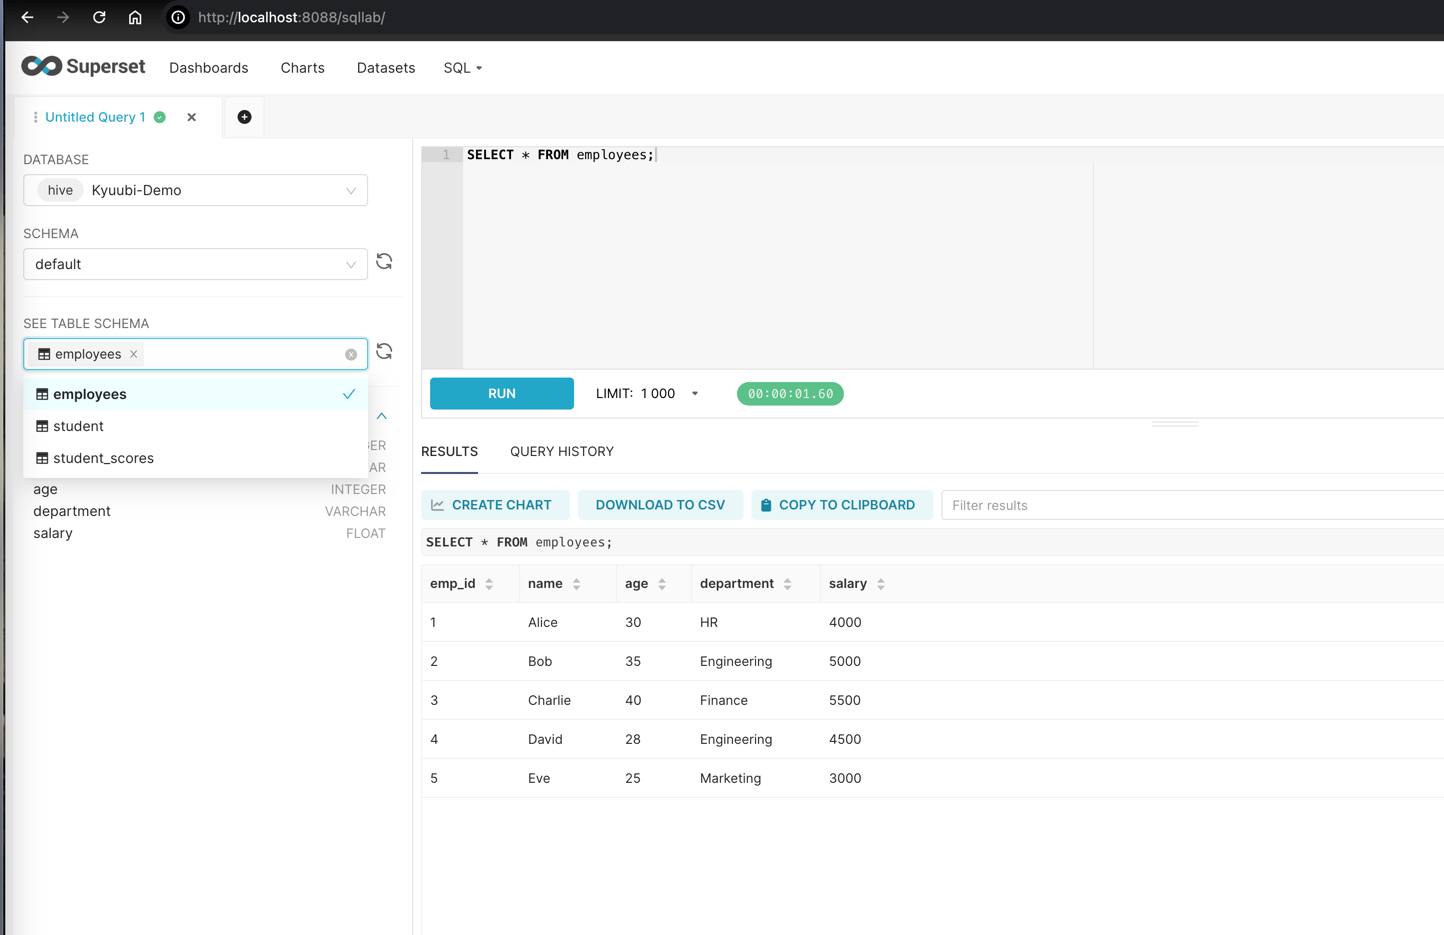 http://localhost:8088/sqllab/
Superset Dashboards Charts Datasets SQL
Untitled Query 1
DATABASE
hive Kyuubi-Demo
SCHEMA
default
SEE TABLE SCHEMA
employees
employees
student
student_scores
age INTEGER
department VARCHAR
salary FLOAT
1 SELECT * FROM employees;
RUN LIMIT: 1 000 00:00:01.60
RESULTS QUERY HISTORY
CREATE CHART DOWNLOAD TO CSV COPY TO CLIPBOARD Filter results
SELECT * FROM employees;
emp_id name age department salary
1 Alice 30 HR 4000
2 Bob 35 Engineering 5000
3 Charlie 40 Finance 5500
4 David 28 Engineering 4500
5 Eve 25 Marketing 3000